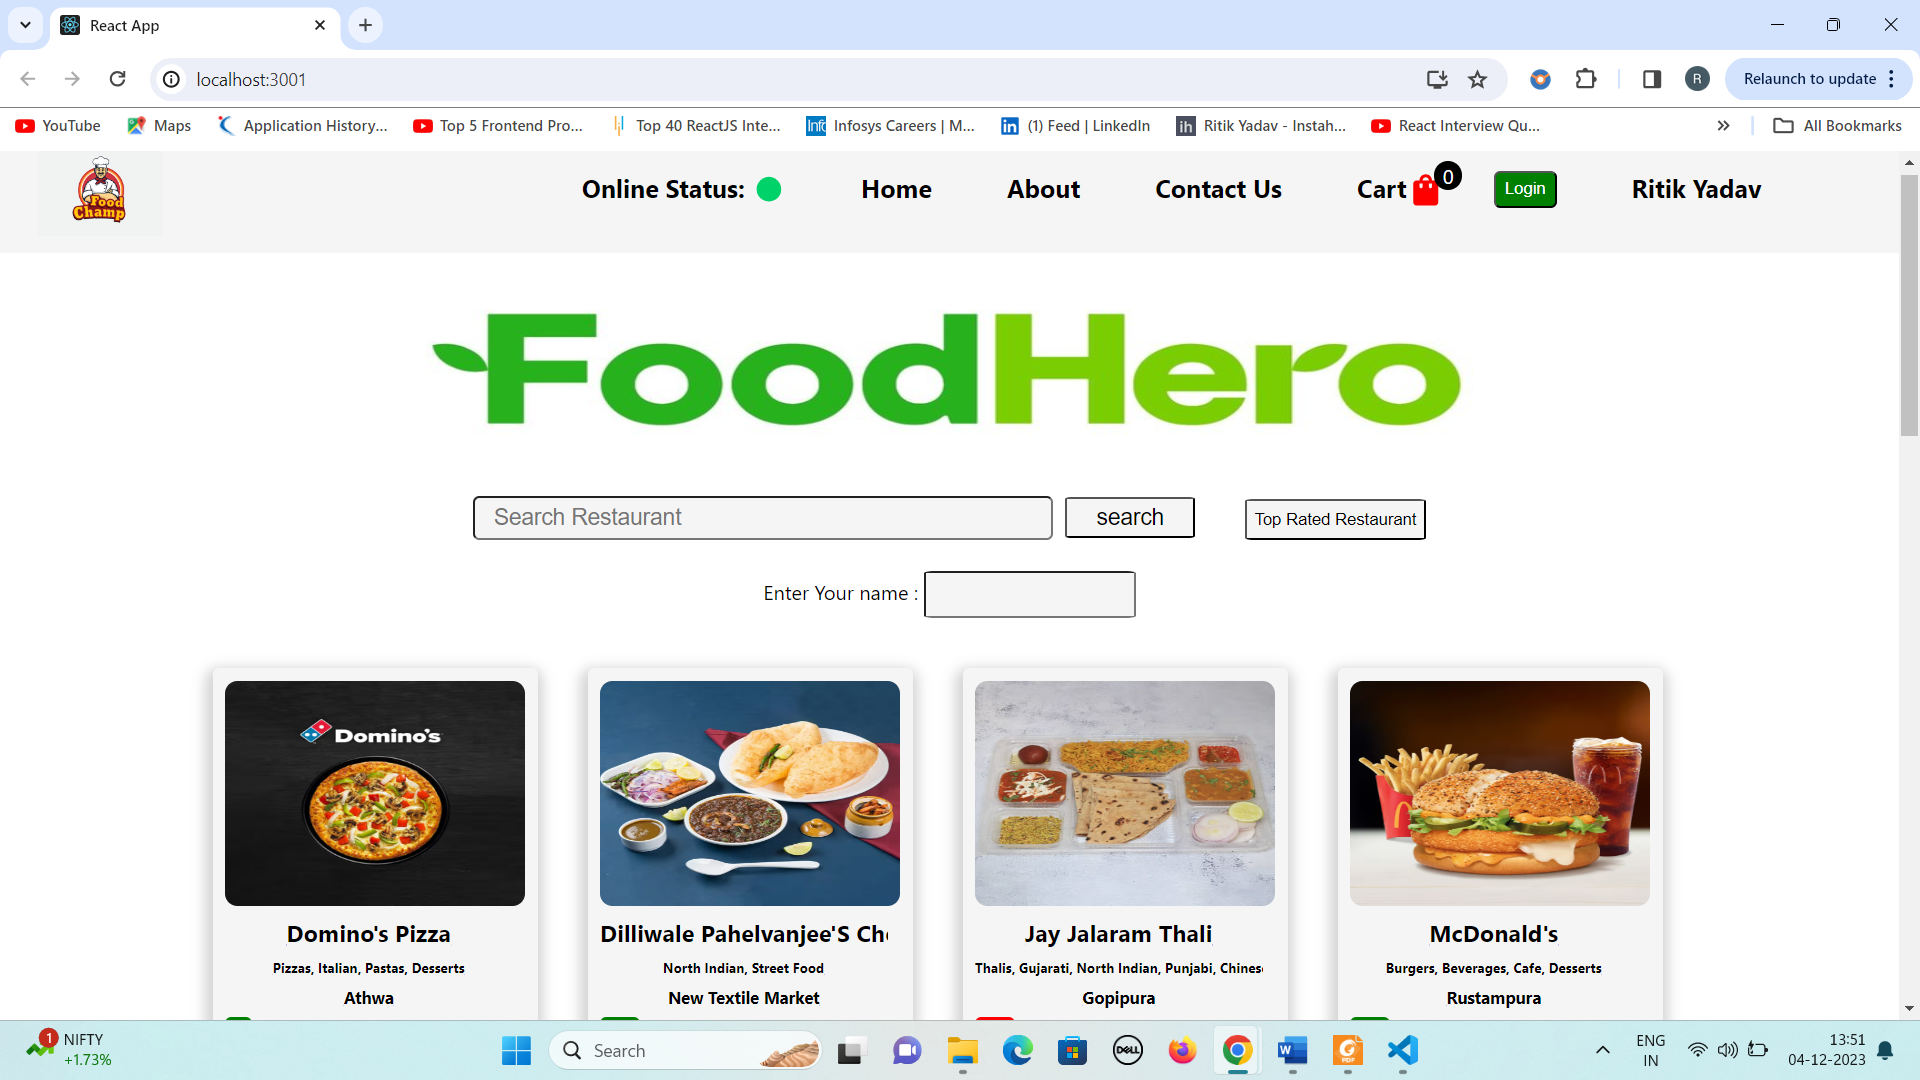 React App
localhost:3001
Relaunch to update
YouTube Maps Application History... Top 5 Frontend Pro... Top 40 ReactJS Inte... Infosys Careers | M... (1) Feed | LinkedIn Ritik Yadav - Instah... React Interview Qu... All Bookmarks
Food Champ
Online Status: Home About Contact Us Cart 0 Login Ritik Yadav
FoodHero
Search Restaurant search Top Rated Restaurant
Enter Your name :
Domino's
Domino's Pizza
Pizzas, Italian, Pastas, Desserts
Athwa
Dilliwale Pahelvanjee'S Ch
North Indian, Street Food
New Textile Market
Jay Jalaram Thali
Thalis, Gujarati, North Indian, Punjabi, Chines
Gopipura
McDonald's
Burgers, Beverages, Cafe, Desserts
Rustampura
1 NIFTY
+1.73%
Search
DELL
PDF
ENG
IN
13:51
04-12-2023